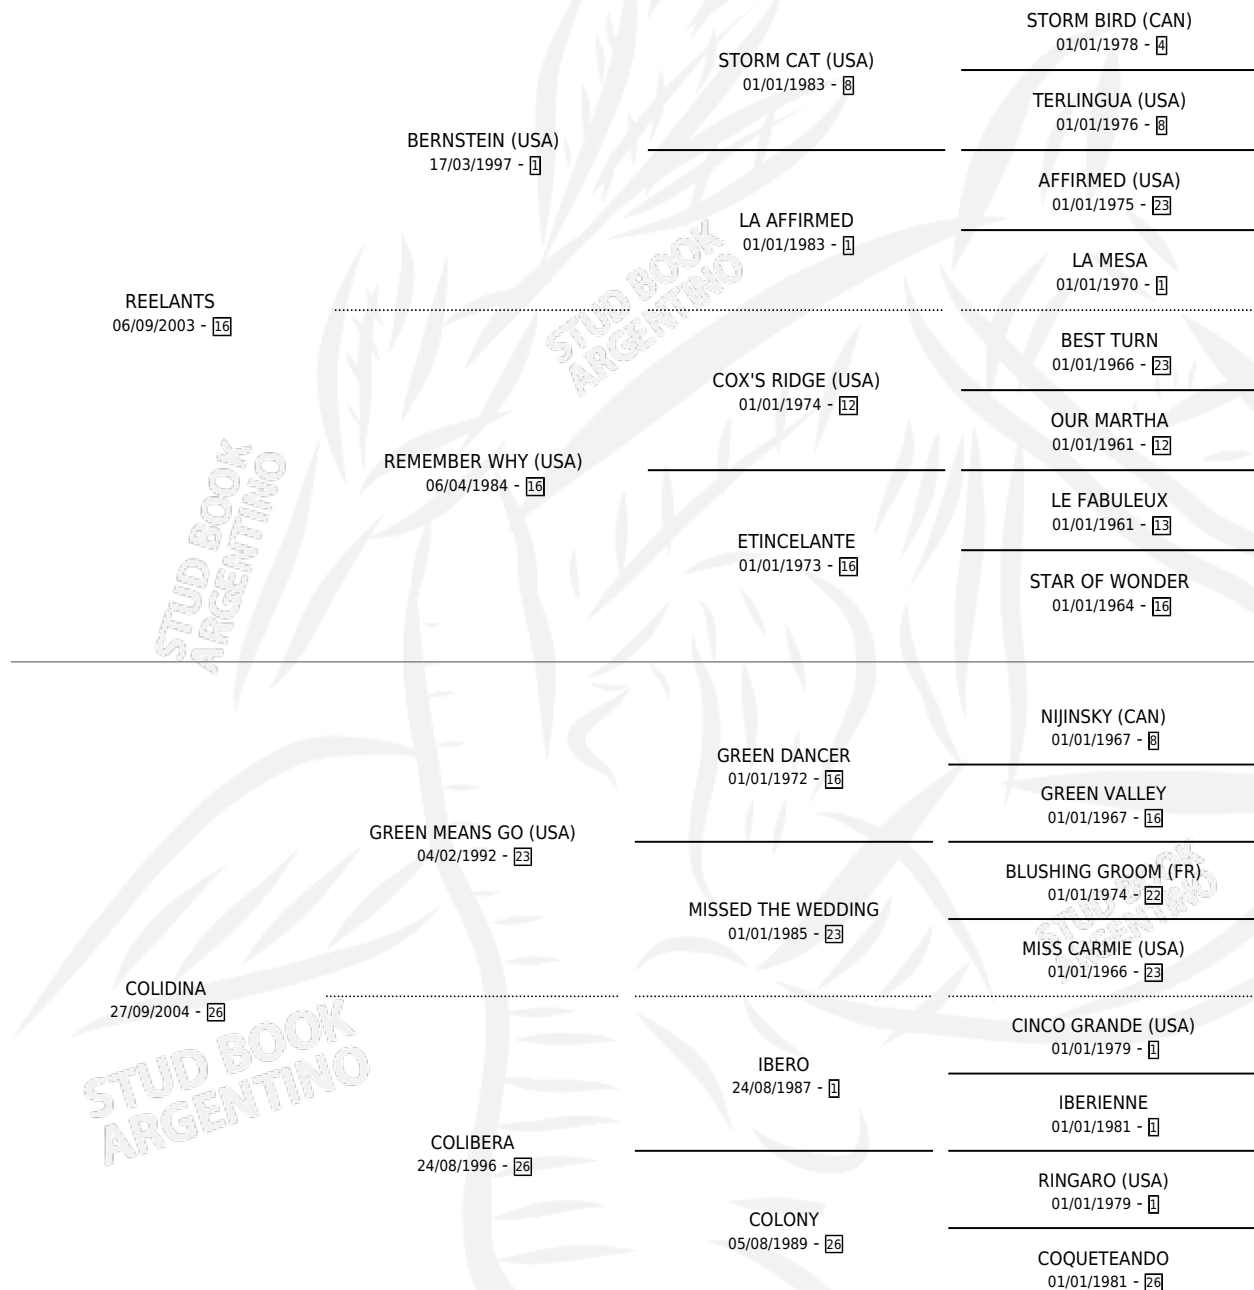 STORM BIRD (CAN)
01/01/1978 - 4
STORM CAT (USA)
01/01/1983 - 8
TERLINGUA (USA)
01/01/1976 - 8
BERNSTEIN (USA)
17/03/1997 - 1
AFFIRMED (USA)
01/01/1975 - 23
LA AFFIRMED
01/01/1983 - 1
LA MESA
01/01/1970 - 1
REELANTS
06/09/2003 - 16
BEST TURN
01/01/1966 - 23
COX'S RIDGE (USA)
01/01/1974 - 12
OUR MARTHA
01/01/1961 - 12
REMEMBER WHY (USA)
06/04/1984 - 16
LE FABULEUX
01/01/1961 - 13
ETINCELANTE
01/01/1973 - 16
STAR OF WONDER
01/01/1964 - 16
NIJINSKY (CAN)
01/01/1967 - 8
GREEN DANCER
01/01/1972 - 16
GREEN VALLEY
01/01/1967 - 16
GREEN MEANS GO (USA)
04/02/1992 - 23
BLUSHING GROOM (FR)
01/01/1974 - 22
MISSED THE WEDDING
01/01/1985 - 23
MISS CARMIE (USA)
01/01/1966 - 23
COLIDINA
27/09/2004 - 26
CINCO GRANDE (USA)
01/01/1979 - 1
IBERO
24/08/1987 - 1
IBERIENNE
01/01/1981 - 1
COLIBERA
24/08/1996 - 26
RINGARO (USA)
01/01/1979 - 1
COLONY
05/08/1989 - 26
COQUETEANDO
01/01/1981 - 26
STUD BOOK
ARGENTINO
STUD BOOK
ARGENTINO
STUD BOOK
ARGENTINO
STUD BOOK
ARGENTINO